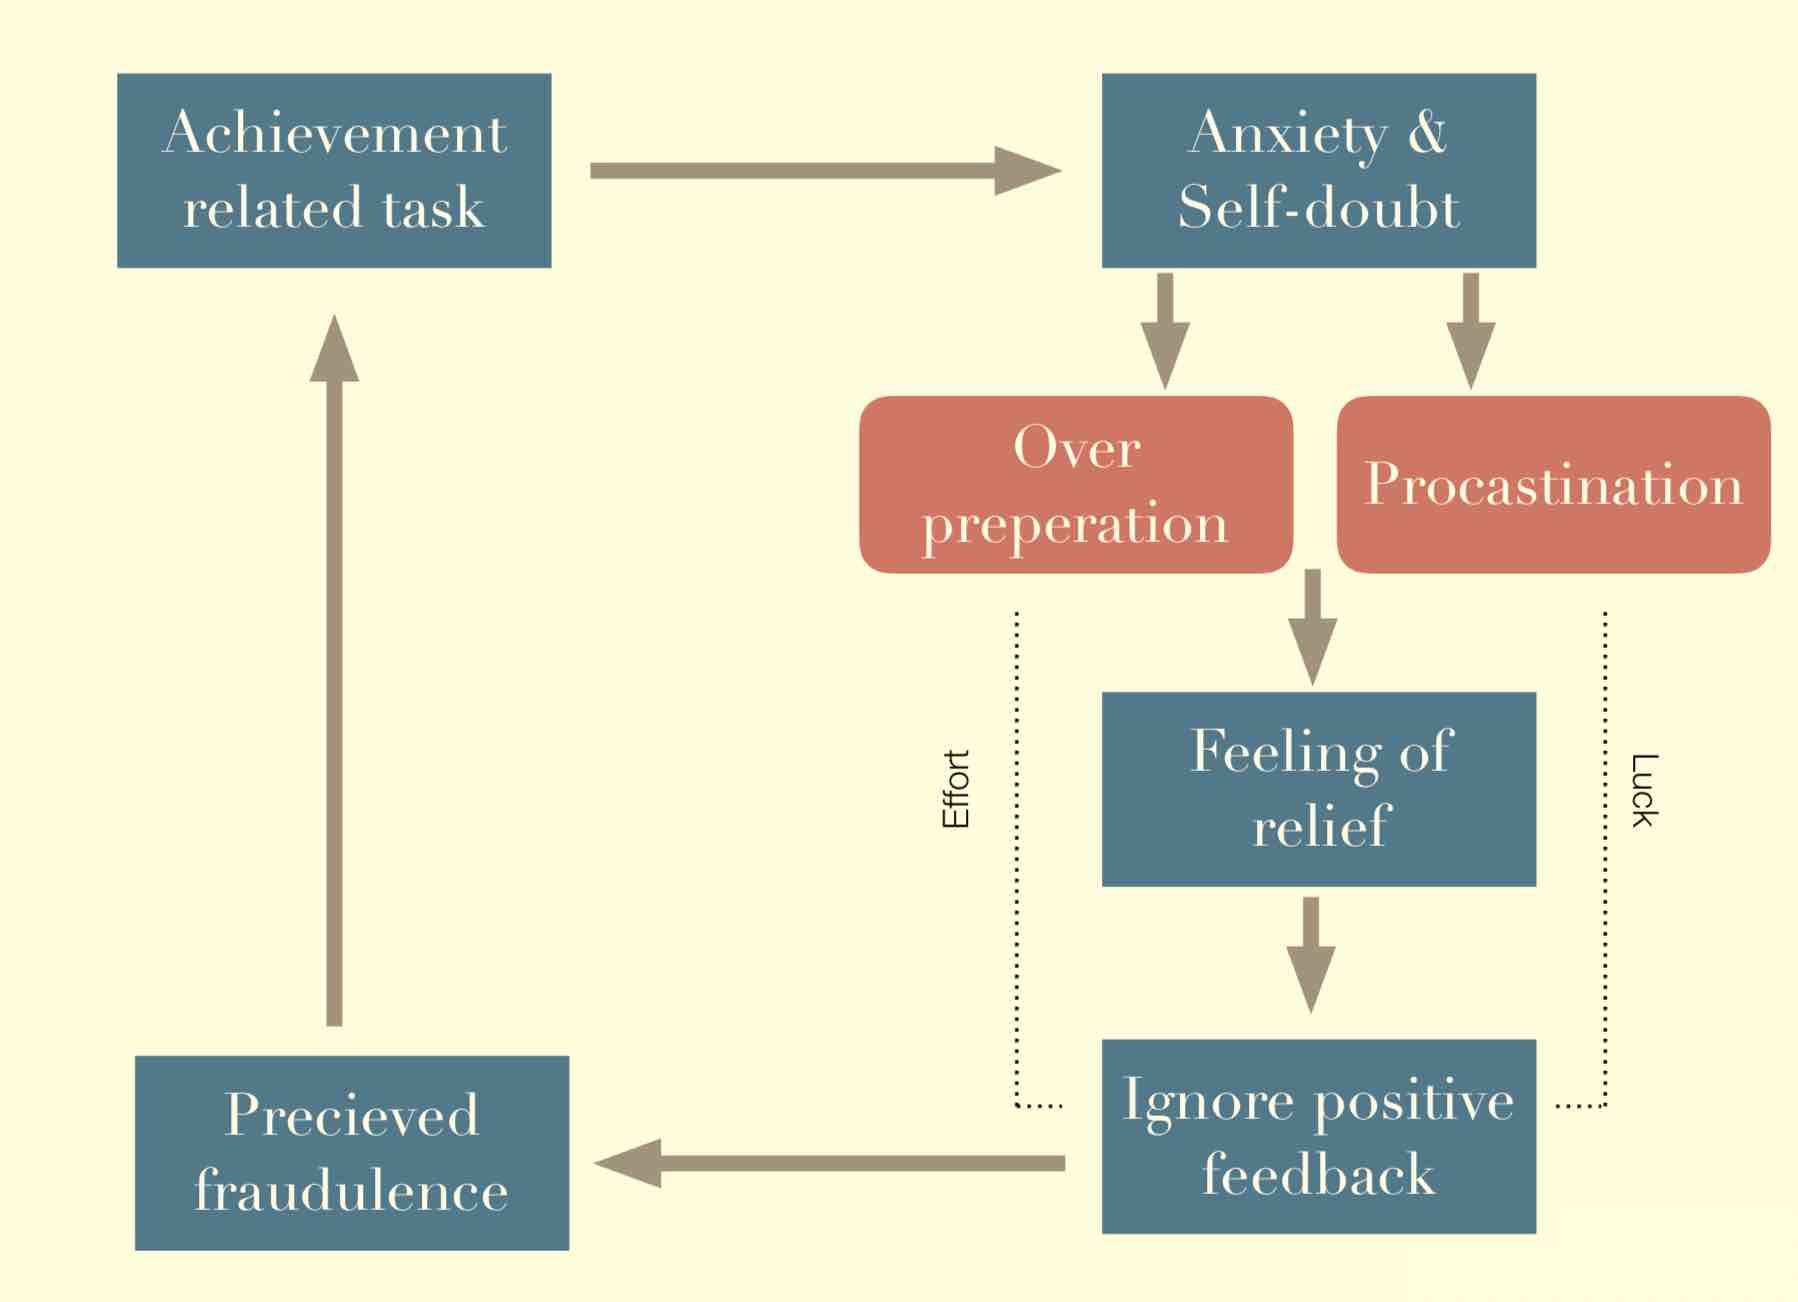 Achievement
related task
Anxiety &
Self-doubt
Over
preperation
Procastination
Effort
Feeling of
relief
Luck
Ignore positive
feedback
Precieved
fraudulence